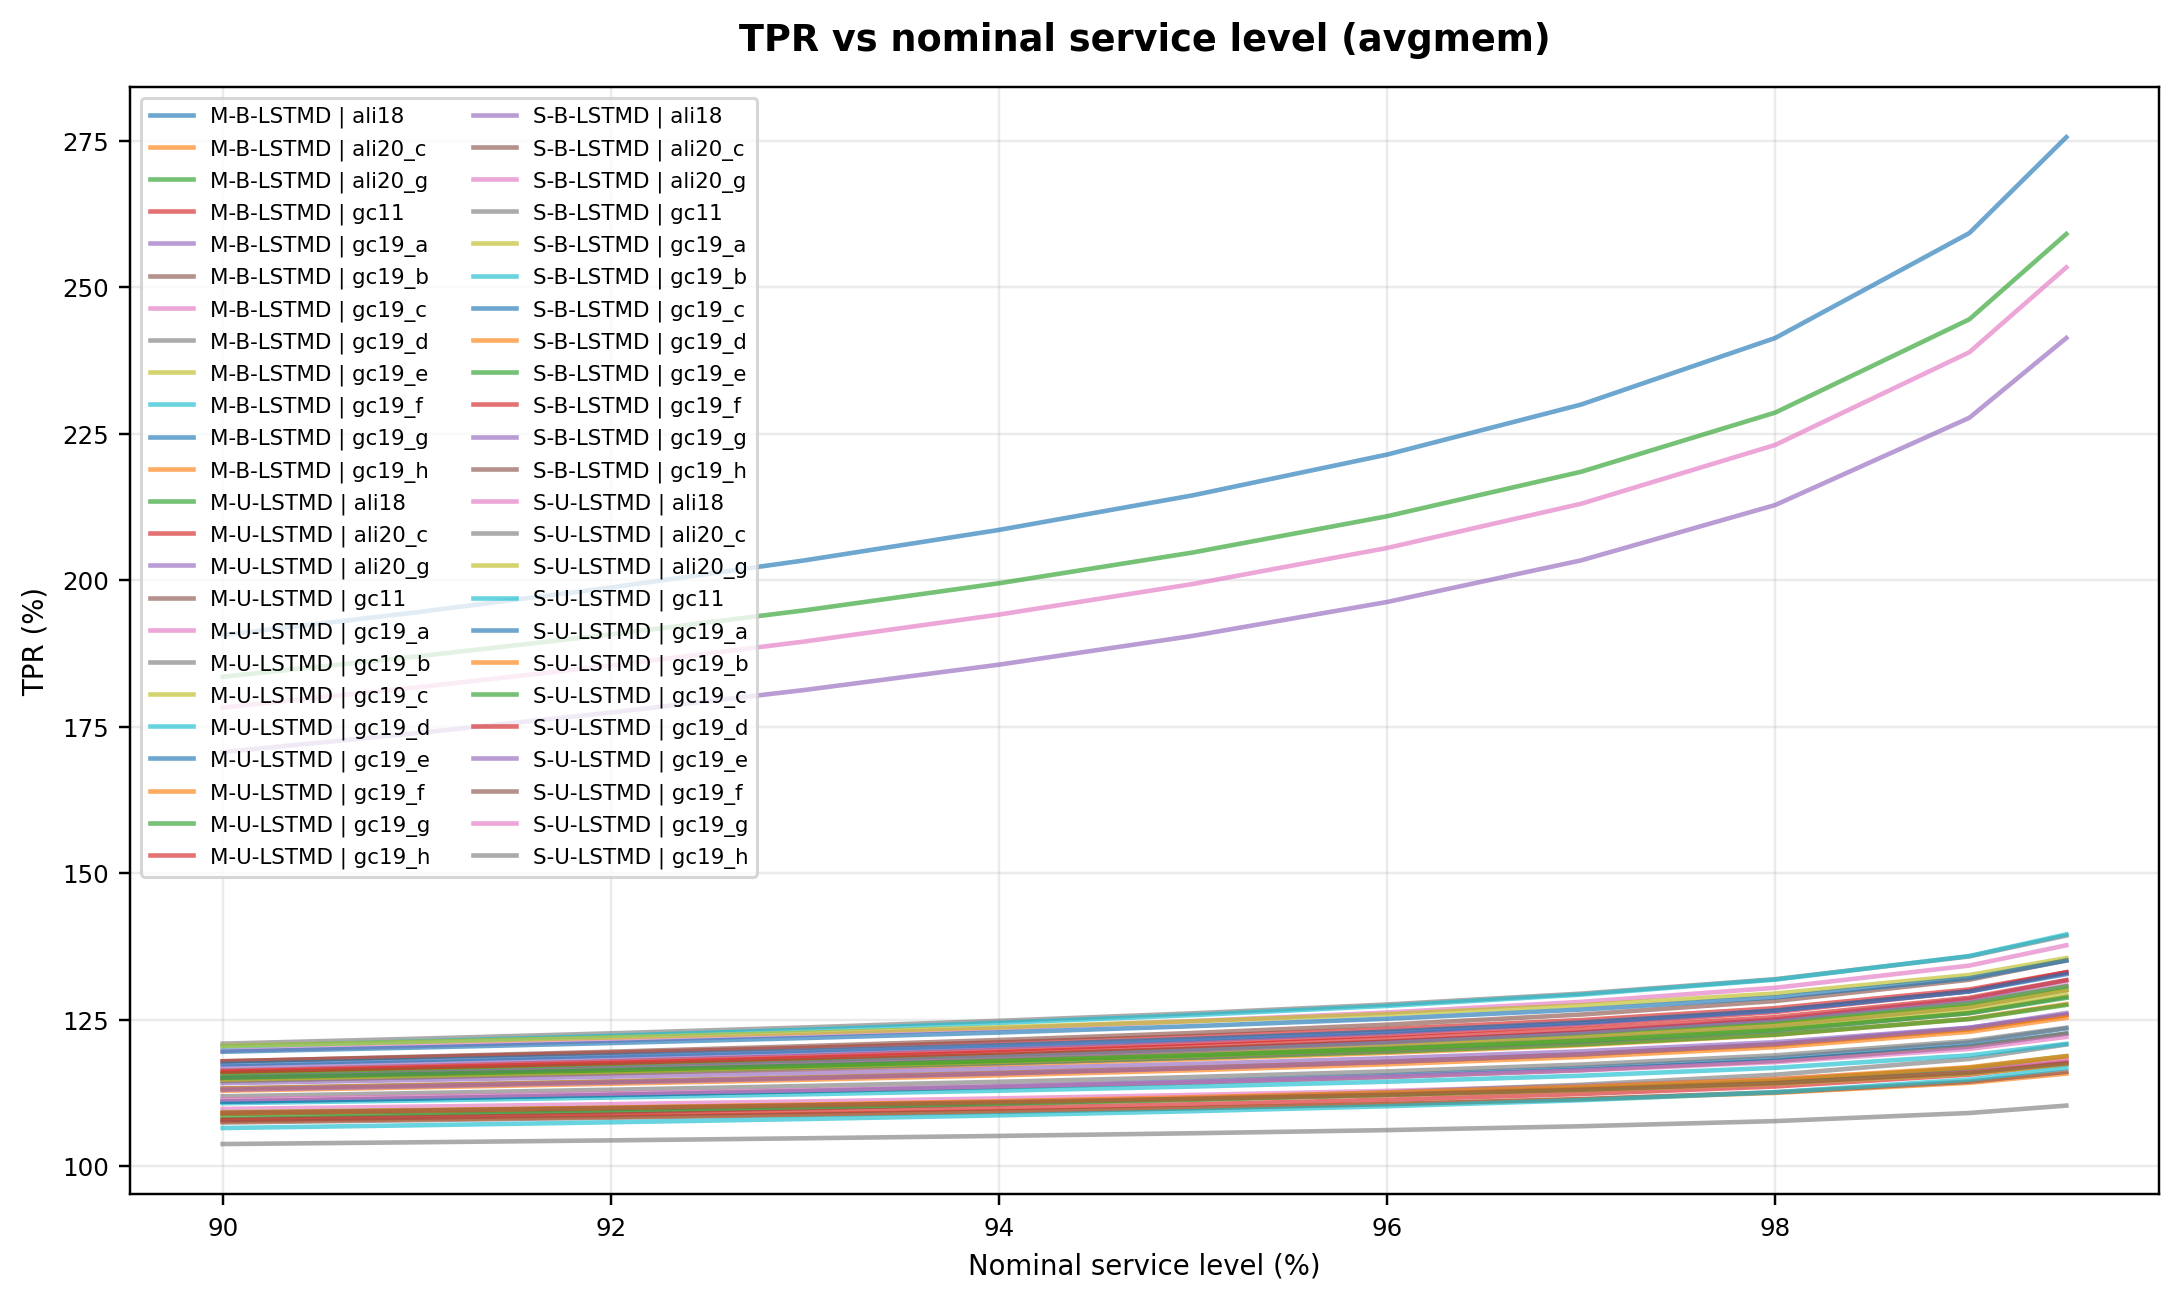 TPR vs nominal service level (avgmem)
M-B-LSTMD | ali18
M-B-LSTMD | ali20_c
M-B-LSTMD | ali20_g
M-B-LSTMD | gc11
M-B-LSTMD | gc19_a
M-B-LSTMD | gc19_b
M-B-LSTMD | gc19_c
M-B-LSTMD | gc19_d
M-B-LSTMD | gc19_e
M-B-LSTMD | gc19_f
M-B-LSTMD | gc19_g
M-B-LSTMD | gc19_h
M-U-LSTMD | ali18
M-U-LSTMD | ali20_c
M-U-LSTMD | ali20_g
M-U-LSTMD | gc11
M-U-LSTMD | gc19_a
M-U-LSTMD | gc19_b
M-U-LSTMD | gc19_c
M-U-LSTMD | gc19_d
M-U-LSTMD | gc19_e
M-U-LSTMD | gc19_f
M-U-LSTMD | gc19_g
M-U-LSTMD | gc19_h
S-B-LSTMD | ali18
S-B-LSTMD | ali20_c
S-B-LSTMD | ali20_g
S-B-LSTMD | gc11
S-B-LSTMD | gc19_a
S-B-LSTMD | gc19_b
S-B-LSTMD | gc19_c
S-B-LSTMD | gc19_d
S-B-LSTMD | gc19_e
S-B-LSTMD | gc19_f
S-B-LSTMD | gc19_g
S-B-LSTMD | gc19_h
S-U-LSTMD | ali18
S-U-LSTMD | ali20_c
S-U-LSTMD | ali20_g
S-U-LSTMD | gc11
S-U-LSTMD | gc19_a
S-U-LSTMD | gc19_b
S-U-LSTMD | gc19_c
S-U-LSTMD | gc19_d
S-U-LSTMD | gc19_e
S-U-LSTMD | gc19_f
S-U-LSTMD | gc19_g
S-U-LSTMD | gc19_h
TPR (%)
275
250
225
200
175
150
125
100
90 92 94 96 98
Nominal service level (%)